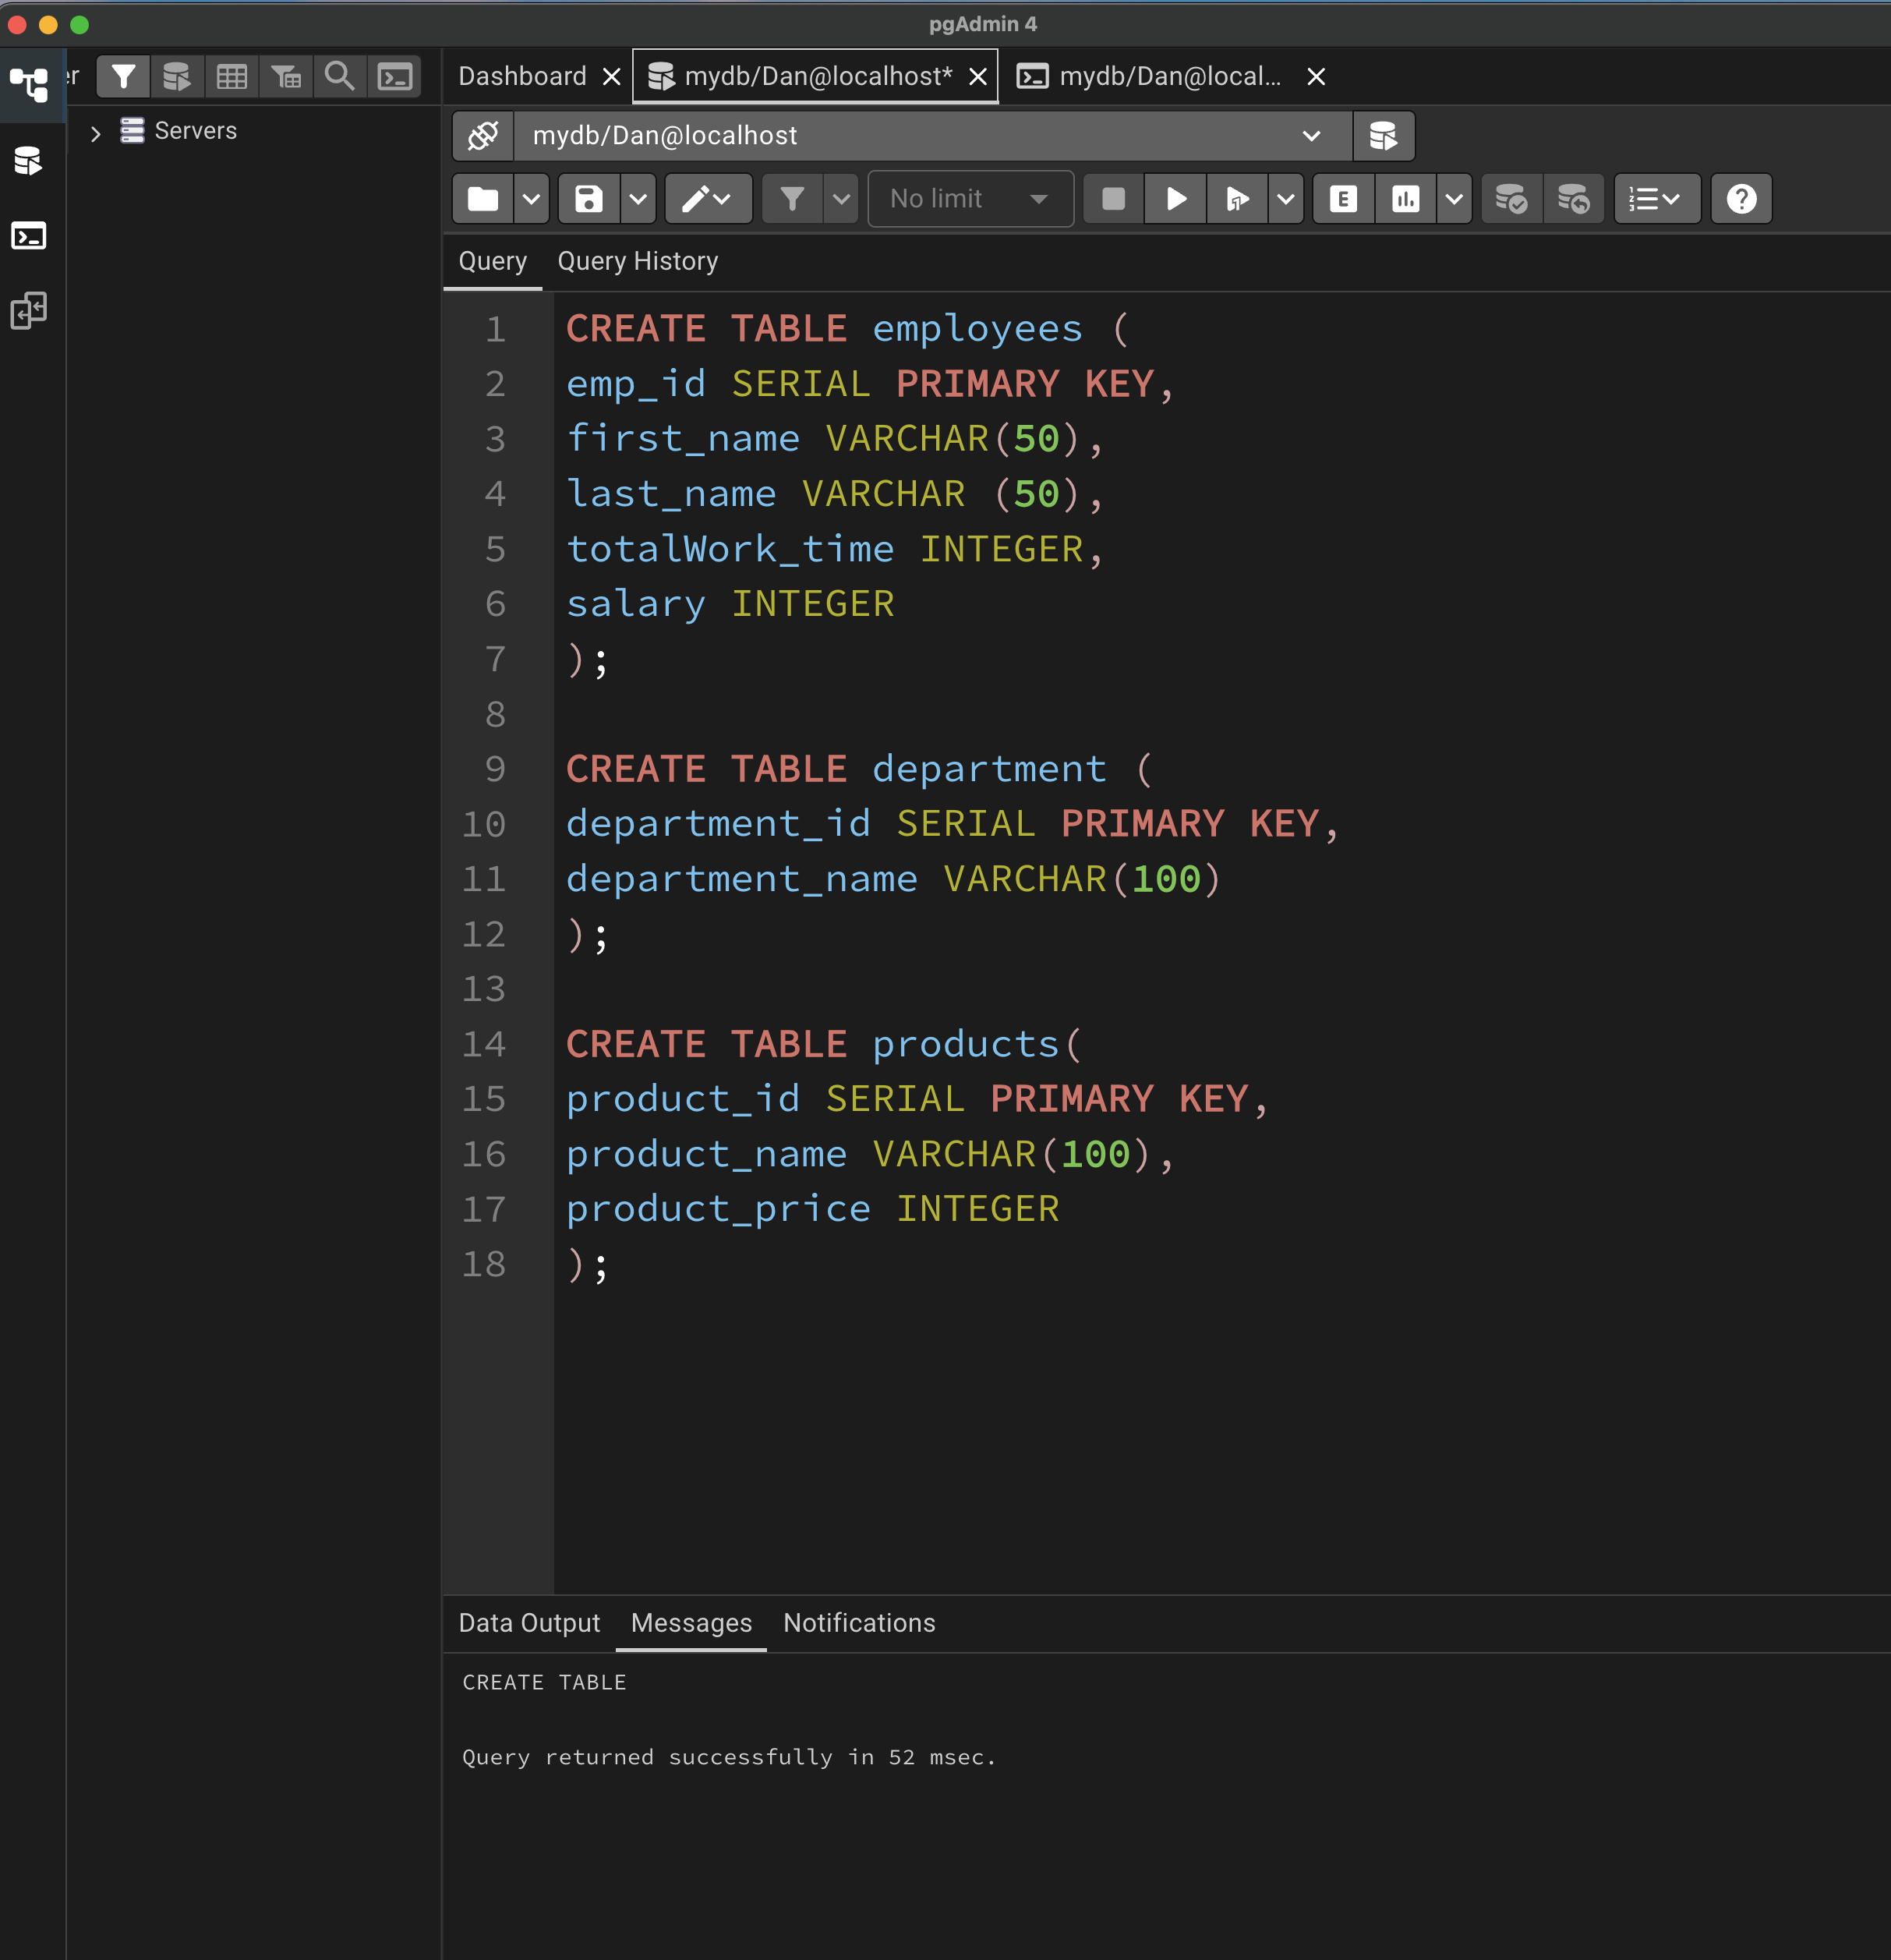 pgAdmin 4
er
Dashboard
mydb/Dan@localhost*
mydb/Dan@local...
Servers
mydb/Dan@localhost
No limit
Query
Query History
1 CREATE TABLE employees (
2 emp_id SERIAL PRIMARY KEY,
3 first_name VARCHAR(50),
4 last_name VARCHAR (50),
5 totalWork_time INTEGER,
6 salary INTEGER
7 );
8
9 CREATE TABLE department (
10 department_id SERIAL PRIMARY KEY,
11 department_name VARCHAR(100)
12 );
13
14 CREATE TABLE products(
15 product_id SERIAL PRIMARY KEY,
16 product_name VARCHAR(100),
17 product_price INTEGER
18 );
Data Output
Messages
Notifications
CREATE TABLE
Query returned successfully in 52 msec.